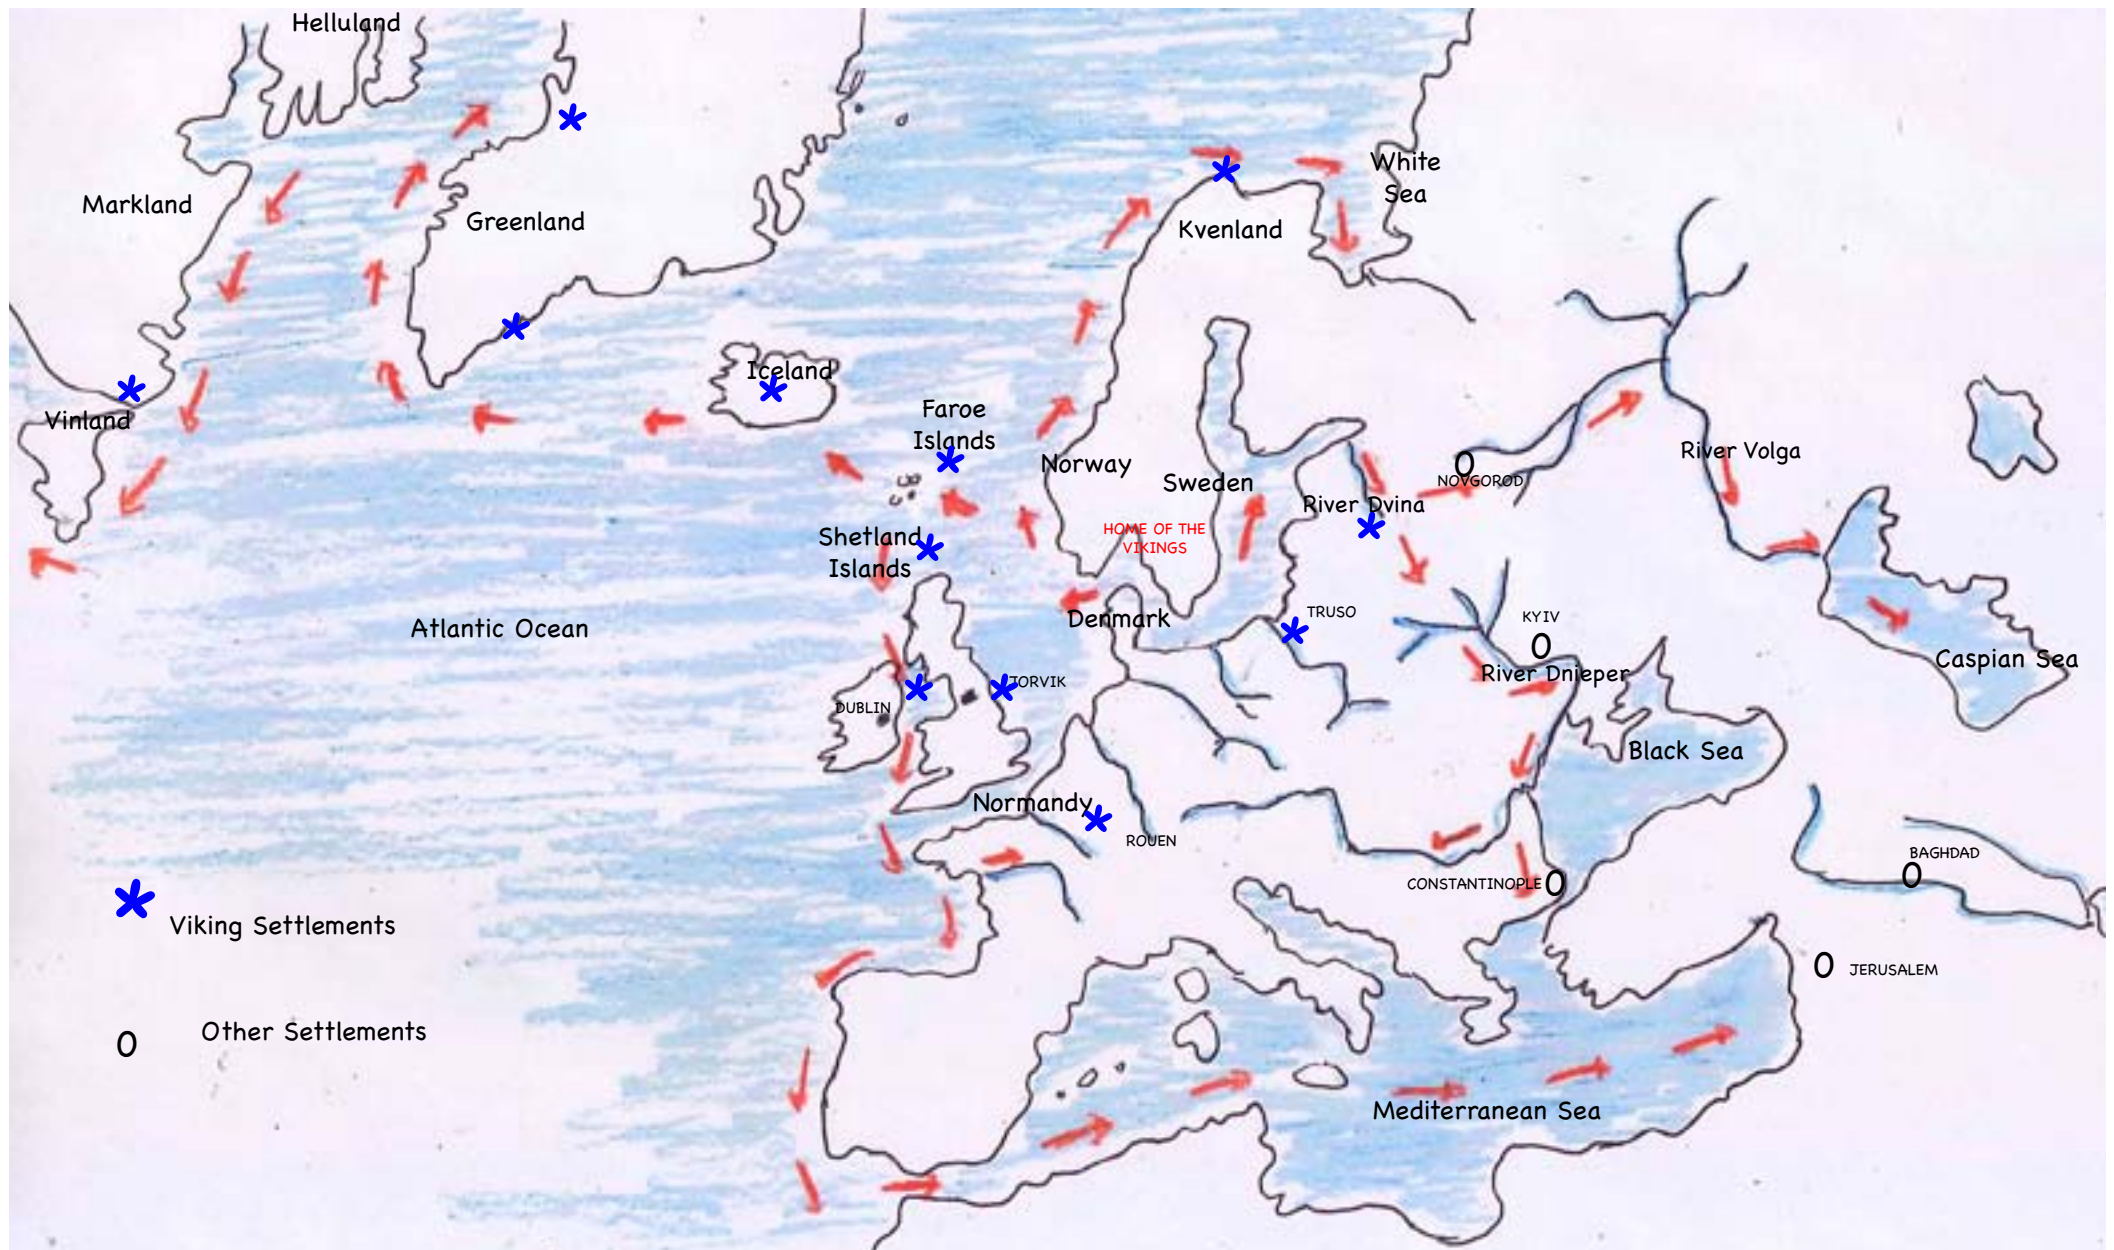 Helluland
White
Sea
Markland
Greenland
Kvenland
Iceland
Vinland
Faroe
Islands
Norway
Sweden
River Volga
NOVGOROD
River Dvina
HOME OF THE
VIKINGS
Shetland
Islands
Atlantic Ocean
Denmark
TRUSO
KYIV
River Dnieper
Caspian Sea
JORVIK
DUBLIN
Black Sea
Normandy
ROUEN
BAGHDAD
CONSTANTINOPLE
Viking Settlements
JERUSALEM
Other Settlements
Mediterranean Sea